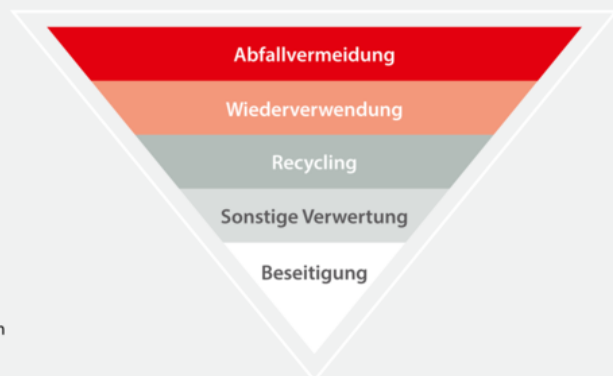 Abfallvermeidung
Wiederverwendung
Recycling
Sonstige Verwertung
Beseitigung